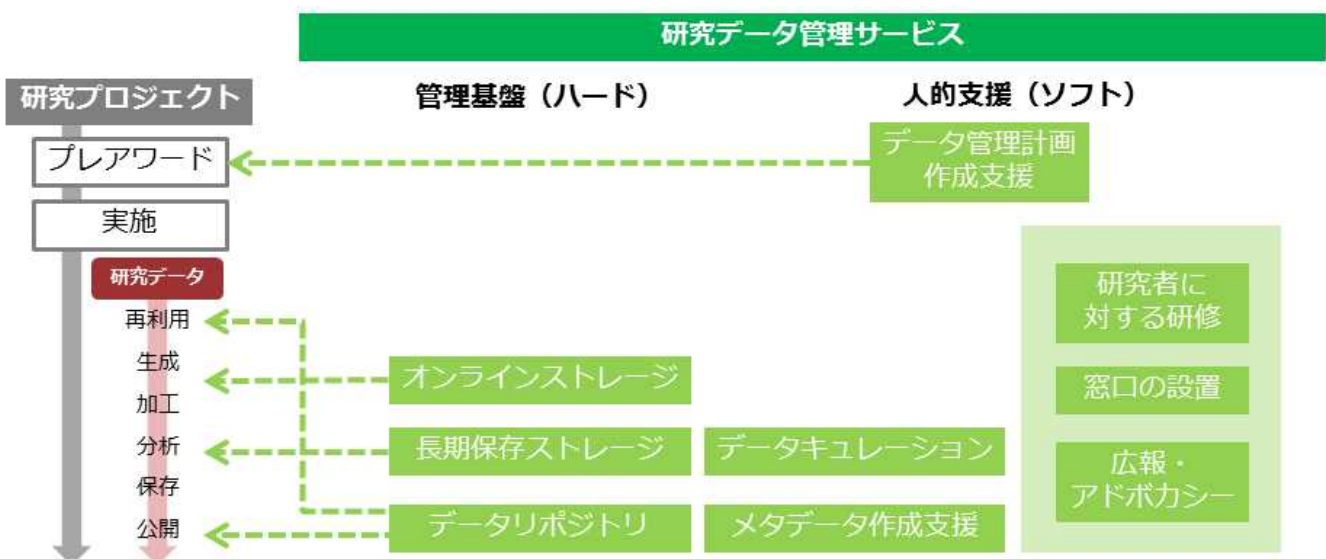 研究データ管理サービス
研究プロジェクト
管理基盤（ハード）
人的支援（ソフト）
プレアワード
データ管理計画
作成支援
実施
研究データ
再利用
生成
加工
分析
保存
公開
オンラインストレージ
長期保存ストレージ
データキュレーション
データリポジトリ
メタデータ作成支援
研究者に
対する研修
窓口の設置
広報・
アドボカシー